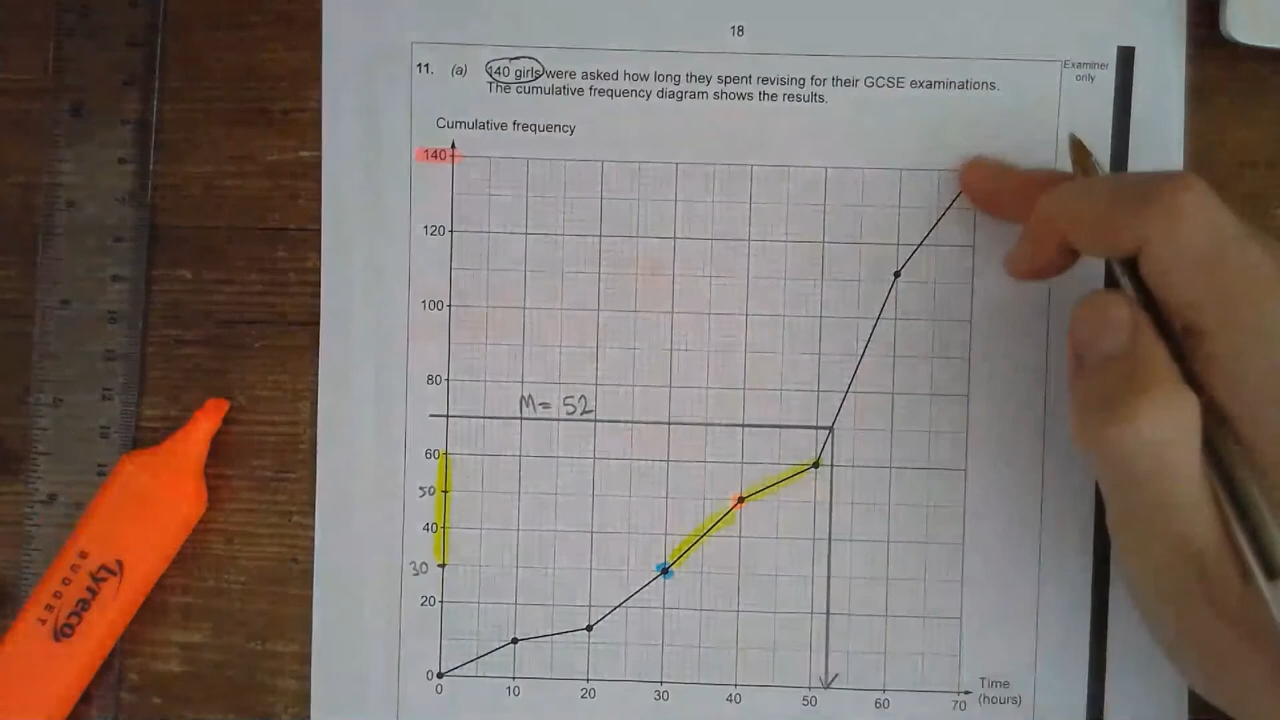 18
11. (a) 140 girls were asked how long they spent revising for their GCSE examinations.
The cumulative frequency diagram shows the results.
Examiner
only
Cumulative frequency
140
120
100
80
M = 52
60
50
40
30
20
0
0 10 20 30 40 50 60 70
Time
(hours)
Lyreco
BUDGET